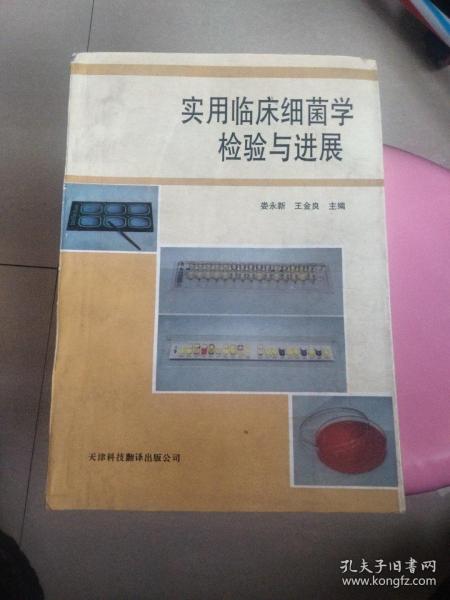 实用临床细菌学
检验与进展
娄永新 王金良 主编
天津科技翻译出版公司
孔夫子旧书网
www.kongfz.com